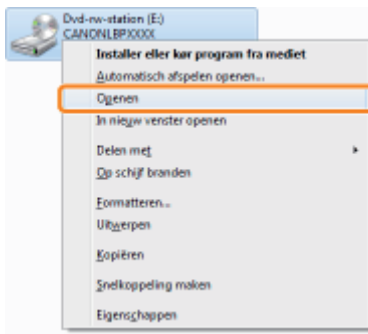 Dvd-rw-station (E:)
CANONLBPXXXX
Installer eller kør program fra mediet
Automatisch afspelen openen...
Openen
In nieuw venster openen
Delen met
Op schijf branden
Formatteren...
Uitwerpen
Kopiëren
Snelkoppeling maken
Eigenschappen